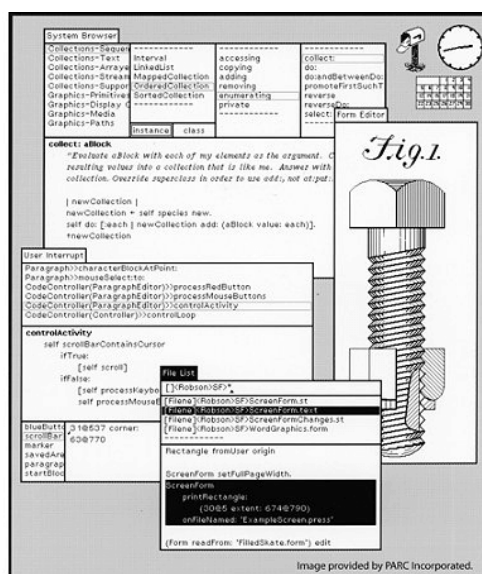 System Browser
Collections-Text
Collections-Stream
Collections-Suppor
Graphics-Primitive
Graphics-Display
Graphics-Media
Graphics-Paths
Interval
LinkedList
MappedCollection
OrderedCollection
SortedCollection
instance class
accessing
copying
adding
removing
enumerating
private
collect:
do:
do:andBetweenDo:
promoteFirstSuchT
reverse
reverseDo:
select:
collect: aBlock
"Evaluate aBlock with each of my elements as the argument. C
resulting values into a collection that is like me. Answer with
collection. Override superclass in order to use add:, not at:put:.
| newCollection |
newCollection ← self species new.
self do: [:each | newCollection add: (aBlock value: each)].
↑newCollection
Form Editor
Fig. 1.
User Interrupt
Paragraph>>characterBlockAtPoint:
Paragraph>>mouseSelect:to:
CodeController(ParagraphEditor)>>processRedButton
CodeController(ParagraphEditor)>>processMouseButtons
CodeController(ParagraphEditor)>>controlActivity
CodeController(Controller)>>controlLoop
controlActivity
self scrollBarContainsCursor
ifTrue:
[self scroll]
ifFalse:
[self processKeybo
self processMouseB
blueButto
scrollBar
marker
savedAre
paragrap
startBloc
31@537 corner:
63@770
File List
[]<Robson>SF>*
[Filene]<Robson>SF>ScreenForm.st
[Filene]<Robson>SF>ScreenForm.text
[Filene]<Robson>SF>ScreenFormChanges.st
[Filene]<Robson>SF>WordGraphics.form
Rectangle fromUser origin
ScreenForm setFullPageWidth.
ScreenForm
printRectangle:
(30@5 extent: 674@790)
onFileNamed: 'ExampleScreen.press'
(Form readFrom: 'FilledSkate.form') edit
Image provided by PARC Incorporated.